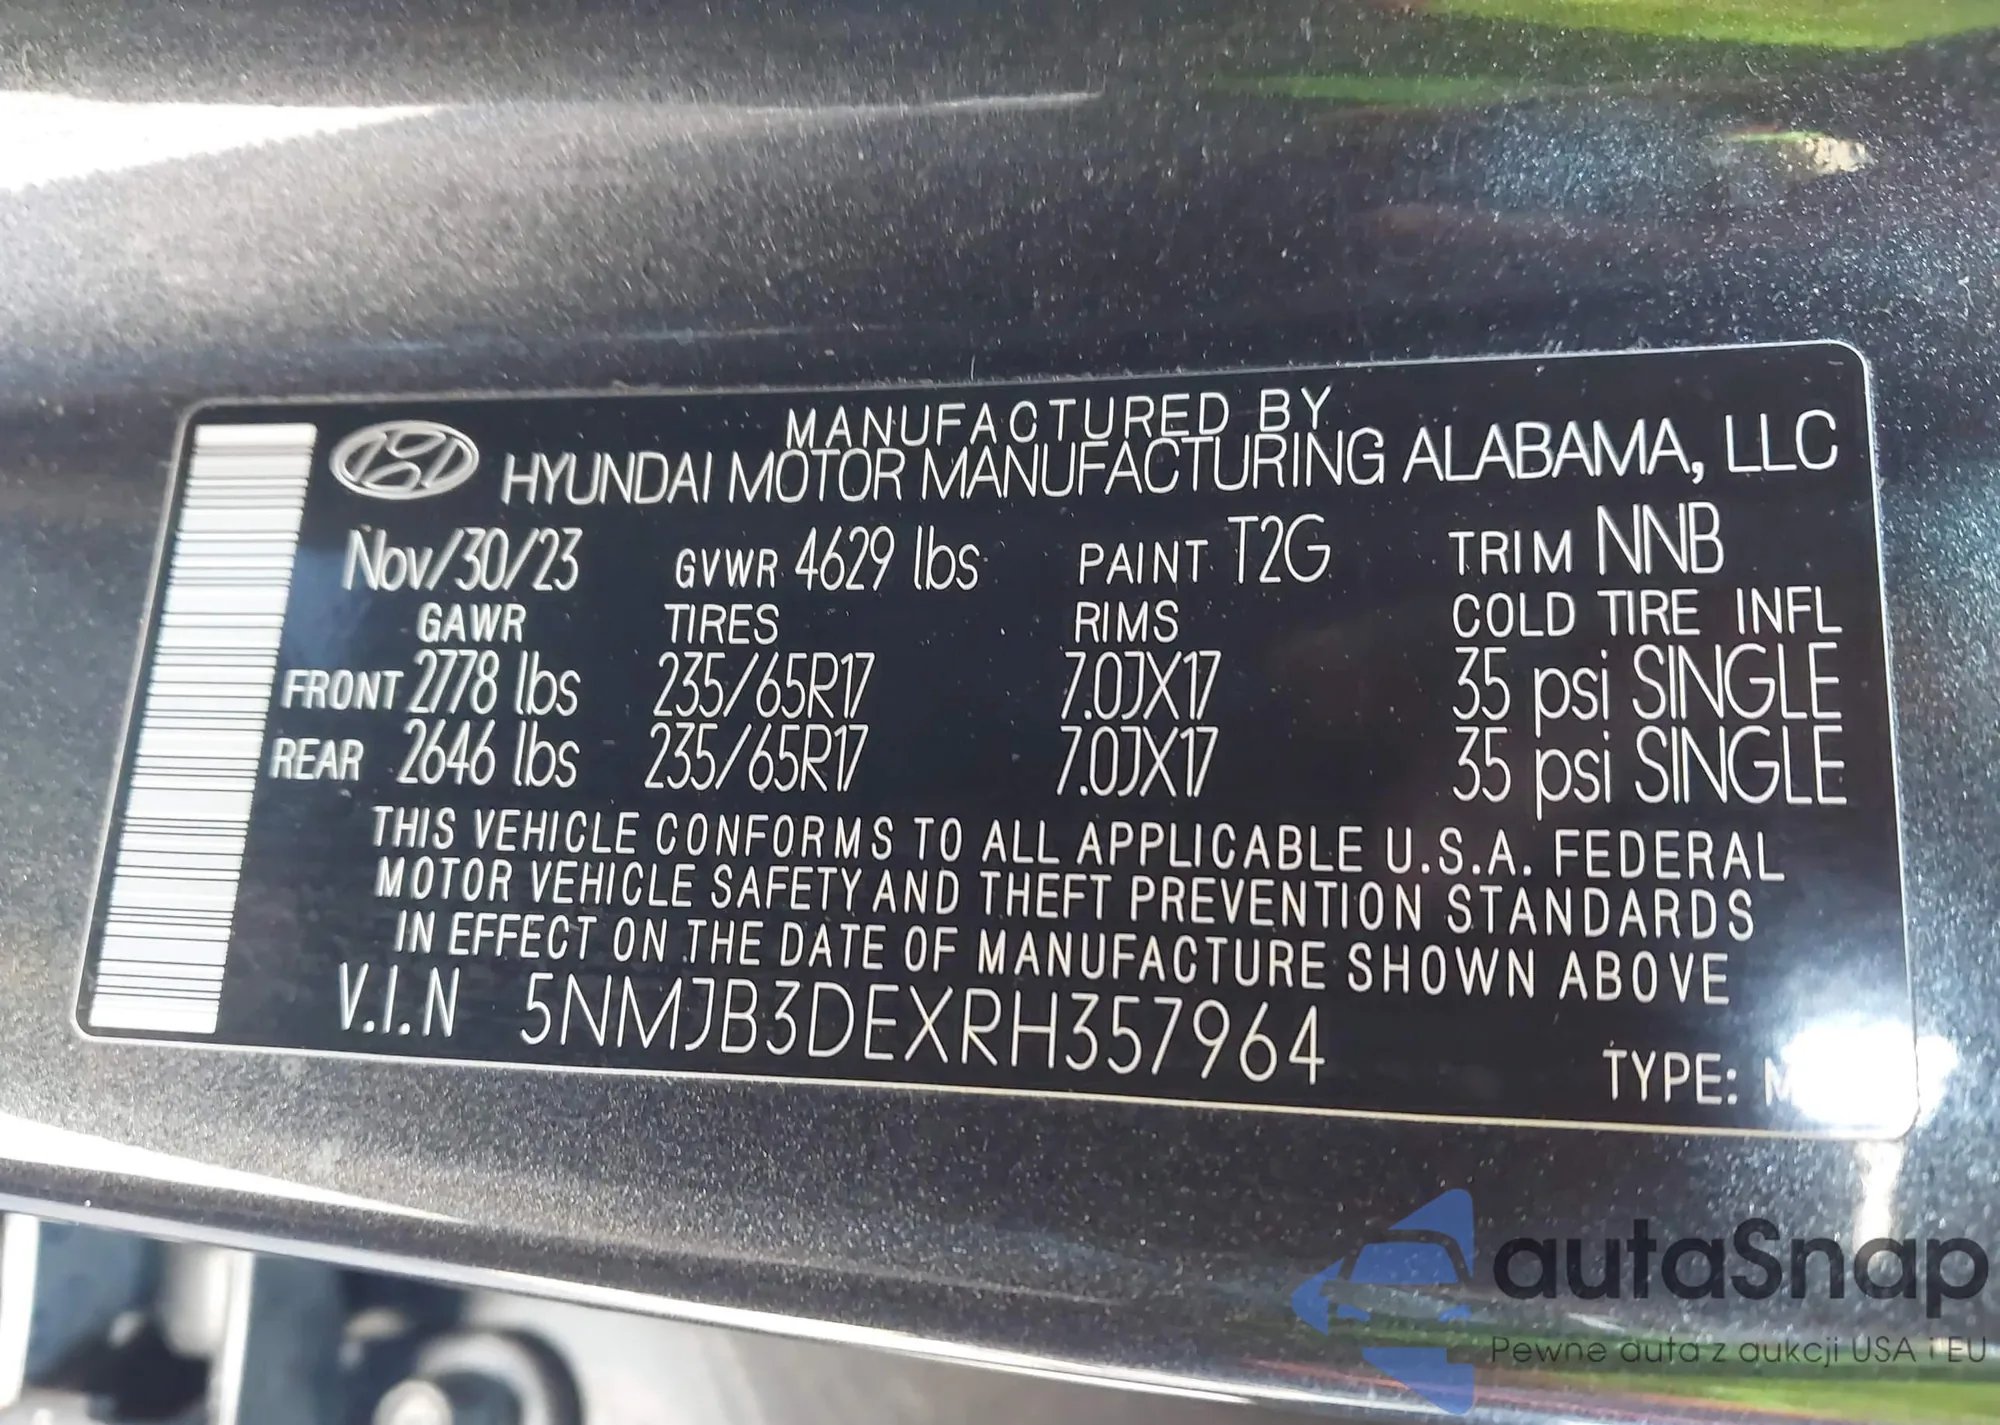 MANUFACTURED BY
HYUNDAI MOTOR MANUFACTURING ALABAMA, LLC
Nov/30/23 GVWR 4629 lbs PAINT T2G TRIM NNB
GAWR TIRES RIMS COLD TIRE INFL
FRONT 2778 lbs 235/65R17 7.0JX17 35 psi SINGLE
REAR 2646 lbs 235/65R17 7.0JX17 35 psi SINGLE
THIS VEHICLE CONFORMS TO ALL APPLICABLE U.S.A. FEDERAL
MOTOR VEHICLE SAFETY AND THEFT PREVENTION STANDARDS
IN EFFECT ON THE DATE OF MANUFACTURE SHOWN ABOVE
V.I.N 5NMJB3DEXRH357964
TYPE:
autaSnap
Pewne auta z aukcji USA i EU